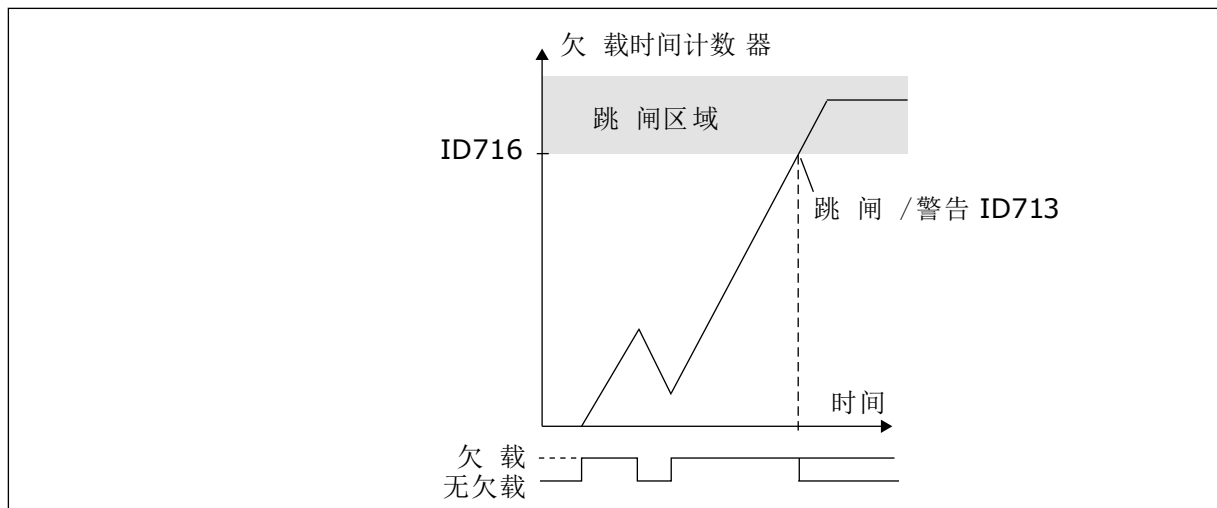 欠 载时间计数 器
跳 闸区域
ID716
跳 闸 /警告 ID713
时间
欠 载
无欠载